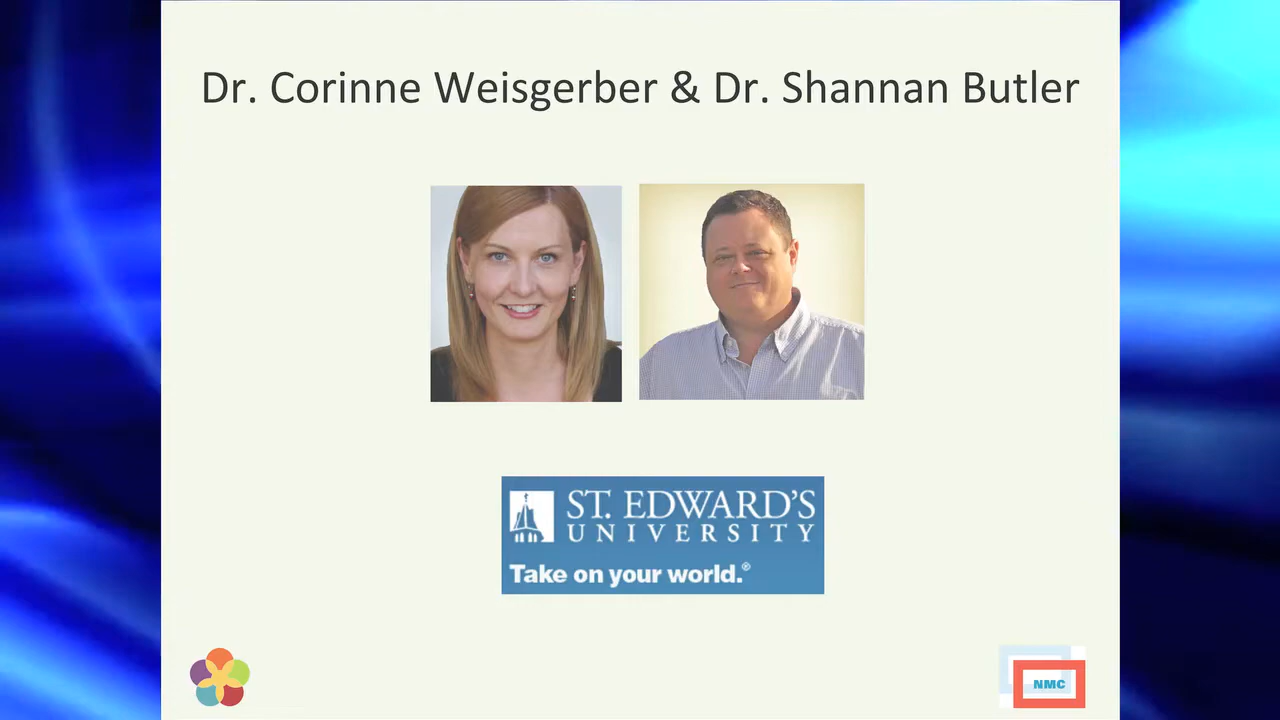 Dr. Corinne Weisgerber & Dr. Shannan Butler
ST. EDWARD'S
UNIVERSITY
Take on your world.®
NMC